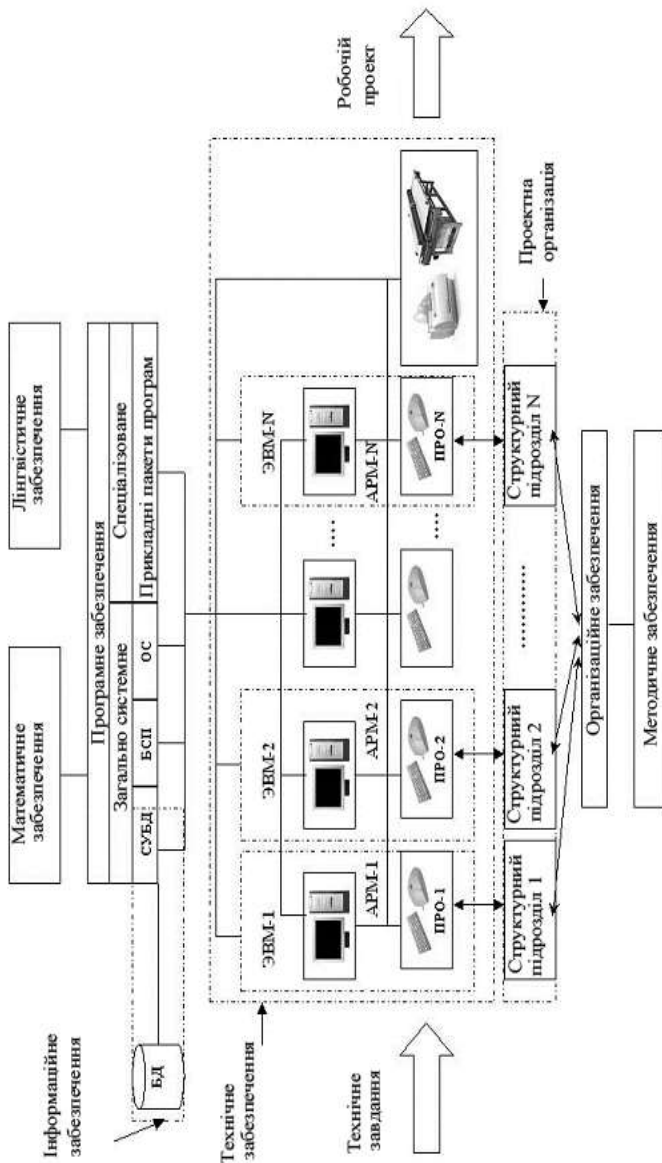 Математичне
забезпечення
Лінгвістичне
забезпечення
Програмне забезпечення
Загально системне
Спеціалізоване
СУБД
БСП
ОС
Прикладні пакети програм
Інформаційне
забезпечення
БД
Технічне
забезпечення
ЭВМ-1
ЭВМ-2
ЭВМ-N
АРМ-1
АРМ-2
.....
АРМ-N
ПРО-1
ПРО-2
.....
ПРО-N
Технічне
завдання
Робочій
проект
Структурний
підрозділ 1
Структурний
підрозділ 2
............
Структурний
підрозділ N
Проектна
організація
Організаційне забезпечення
Методичне забезпечення